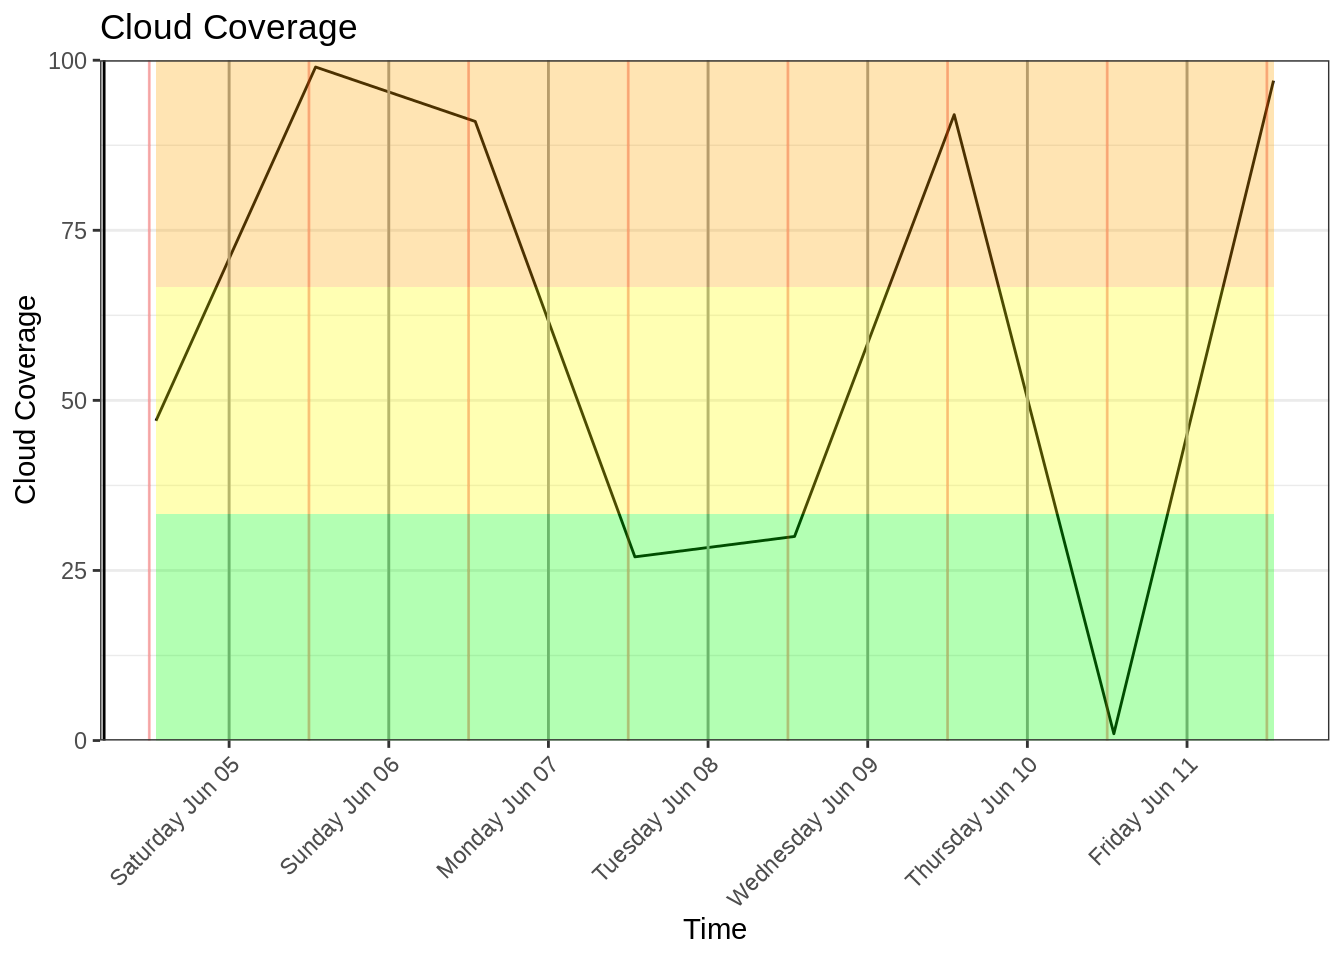 Cloud Coverage
100
75
50
25
0
Cloud Coverage
Saturday Jun 05
Sunday Jun 06
Monday Jun 07
Tuesday Jun 08
Wednesday Jun 09
Thursday Jun 10
Friday Jun 11
Time